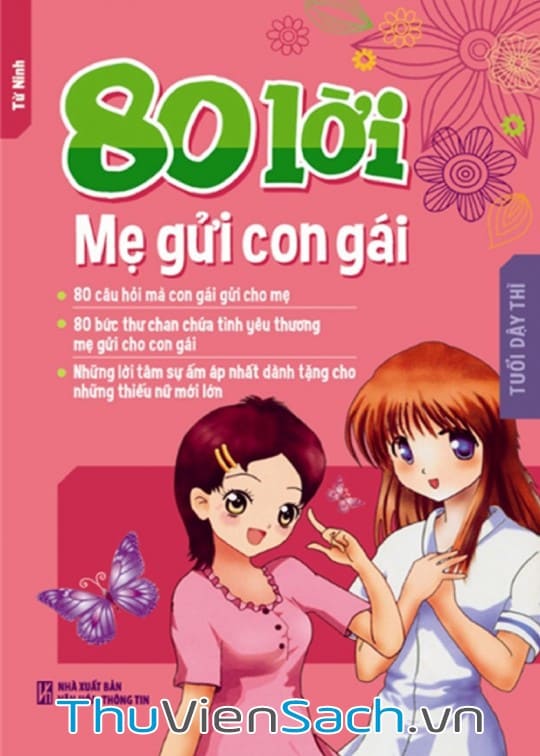 Từ Ninh
80 lời
Mẹ gửi con gái
80 câu hỏi mà con gái gửi cho mẹ
80 bức thư chan chứa tình yêu thương
mẹ gửi cho con gái
Những lời tâm sự ấm áp nhất dành tặng cho
những thiếu nữ mới lớn
TUỔI DẬY THÌ
NHÀ XUẤT BẢN
VĂN HÓA THÔNG TIN
ThuVienSach.vn